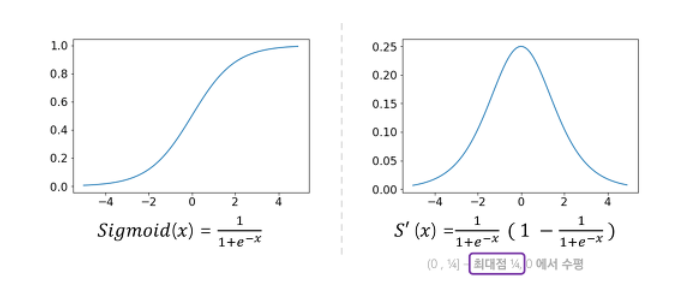 1.0
0.8
0.6
0.4
0.2
0.0
−4 −2 0 2 4
Sigmoid(x) = 1/(1+e^−x)
0.25
0.20
0.15
0.10
0.05
0.00
−4 −2 0 2 4
S′ (x) = 1/(1+e^−x) ( 1 − 1/(1+e^−x) )
(0 , ¼] – 최대점 ¼, 0 에서 수평